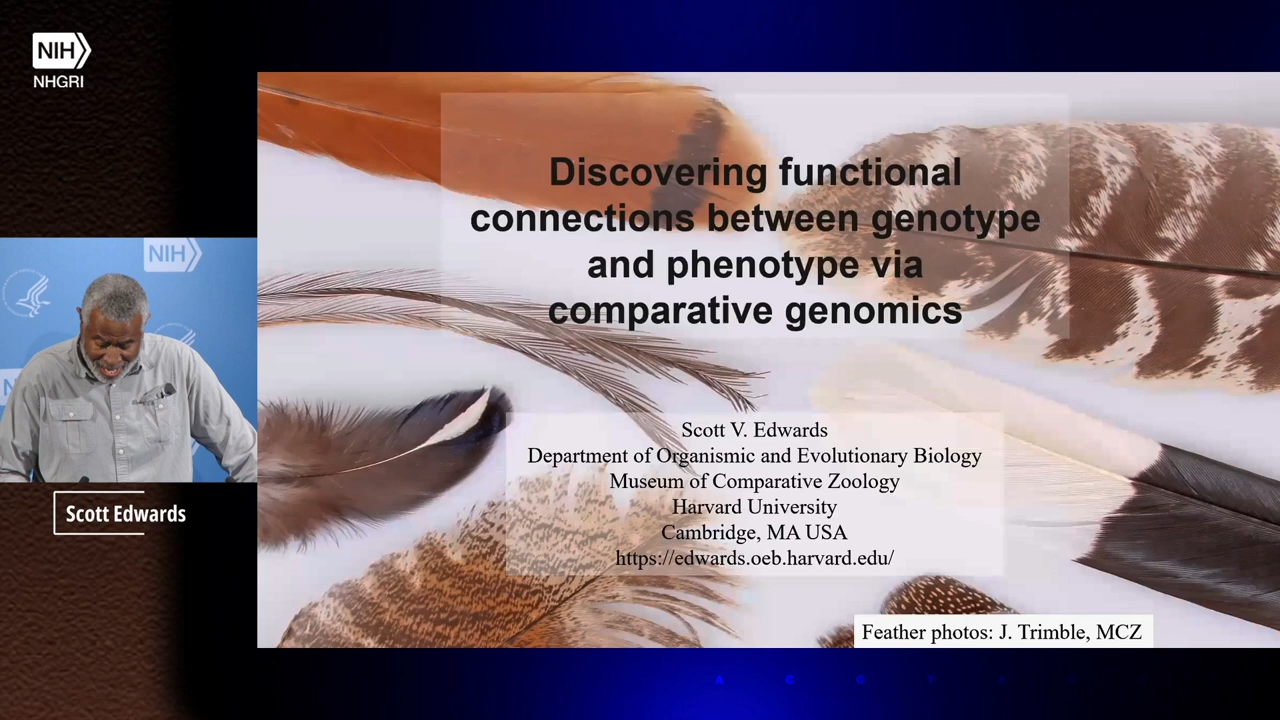 NIH
NHGRI
Discovering functional
connections between genotype
and phenotype via
comparative genomics
NIH
Scott V. Edwards
Department of Organismic and Evolutionary Biology
Museum of Comparative Zoology
Harvard University
Cambridge, MA USA
https://edwards.oeb.harvard.edu/
Scott Edwards
Feather photos: J. Trimble, MCZ
A C G